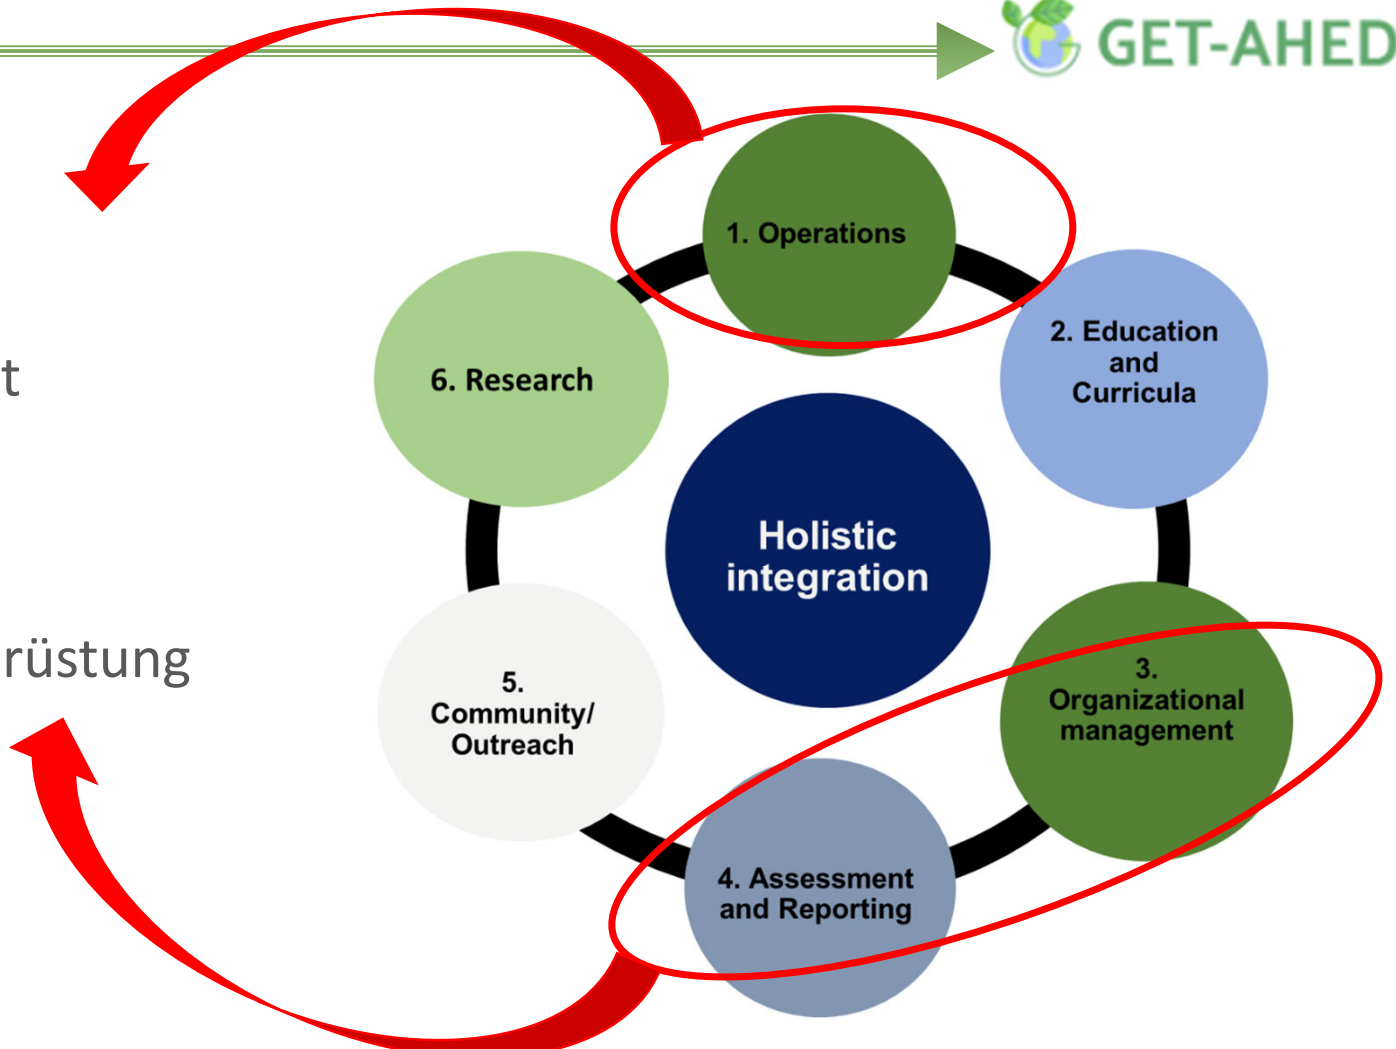 GET-AHED
1. Operations
2. Education
and
Curricula
t
6. Research
Holistic
integration
rüstung
3.
Organizational
management
5.
Community/
Outreach
4. Assessment
and Reporting